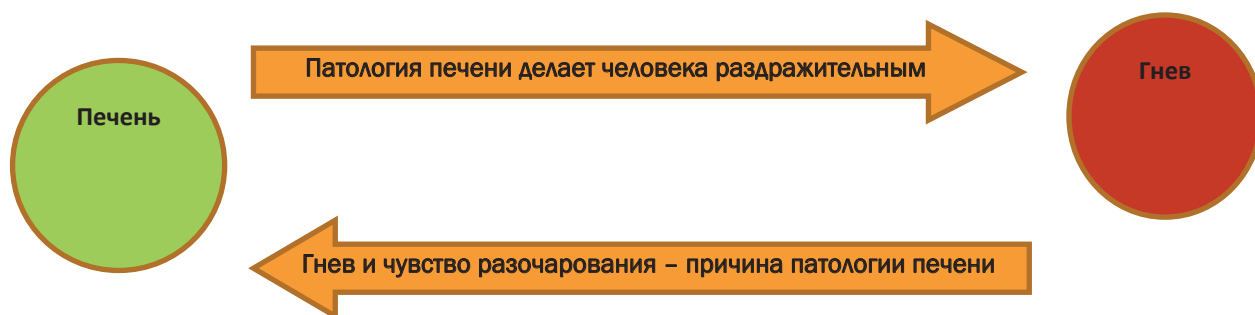 Патология печени делает человека раздражительным
Гнев
Печень
Гнев и чувство разочарования – причина патологии печени